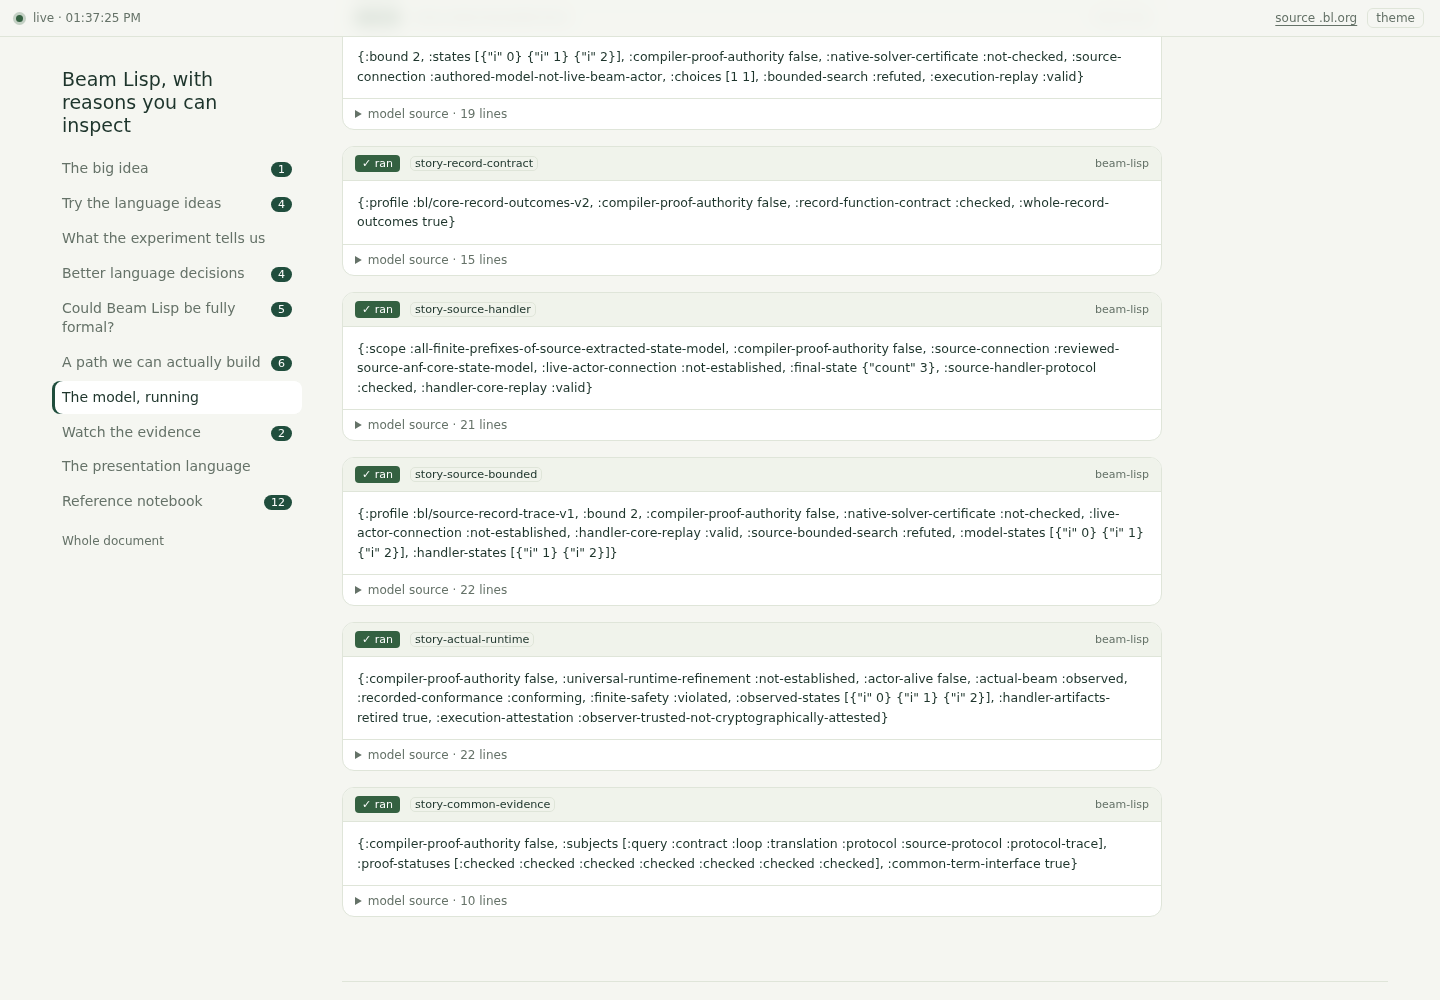 live · 01:37:25 PM
source .bl.org
theme
Beam Lisp, with
reasons you can
inspect
The big idea
1
Try the language ideas
4
What the experiment tells us
Better language decisions
4
Could Beam Lisp be fully
formal?
5
A path we can actually build
6
The model, running
Watch the evidence
2
The presentation language
Reference notebook
12
Whole document
{:bound 2, :states [{"i" 0} {"i" 1} {"i" 2}], :compiler-proof-authority false, :native-solver-certificate :not-checked, :source-
connection :authored-model-not-live-beam-actor, :choices [1 1], :bounded-search :refuted, :execution-replay :valid}
▶ model source · 19 lines
✓ ran
story-record-contract
beam-lisp
{:profile :bl/core-record-outcomes-v2, :compiler-proof-authority false, :record-function-contract :checked, :whole-record-
outcomes true}
▶ model source · 15 lines
✓ ran
story-source-handler
beam-lisp
{:scope :all-finite-prefixes-of-source-extracted-state-model, :compiler-proof-authority false, :source-connection :reviewed-
source-anf-core-state-model, :live-actor-connection :not-established, :final-state {"count" 3}, :source-handler-protocol
:checked, :handler-core-replay :valid}
▶ model source · 21 lines
✓ ran
story-source-bounded
beam-lisp
{:profile :bl/source-record-trace-v1, :bound 2, :compiler-proof-authority false, :native-solver-certificate :not-checked, :live-
actor-connection :not-established, :handler-core-replay :valid, :source-bounded-search :refuted, :model-states [{"i" 0} {"i" 1}
{"i" 2}], :handler-states [{"i" 1} {"i" 2}]}
▶ model source · 22 lines
✓ ran
story-actual-runtime
beam-lisp
{:compiler-proof-authority false, :universal-runtime-refinement :not-established, :actor-alive false, :actual-beam :observed,
:recorded-conformance :conforming, :finite-safety :violated, :observed-states [{"i" 0} {"i" 1} {"i" 2}], :handler-artifacts-
retired true, :execution-attestation :observer-trusted-not-cryptographically-attested}
▶ model source · 22 lines
✓ ran
story-common-evidence
beam-lisp
{:compiler-proof-authority false, :subjects [:query :contract :loop :translation :protocol :source-protocol :protocol-trace],
:proof-statuses [:checked :checked :checked :checked :checked :checked :checked], :common-term-interface true}
▶ model source · 10 lines